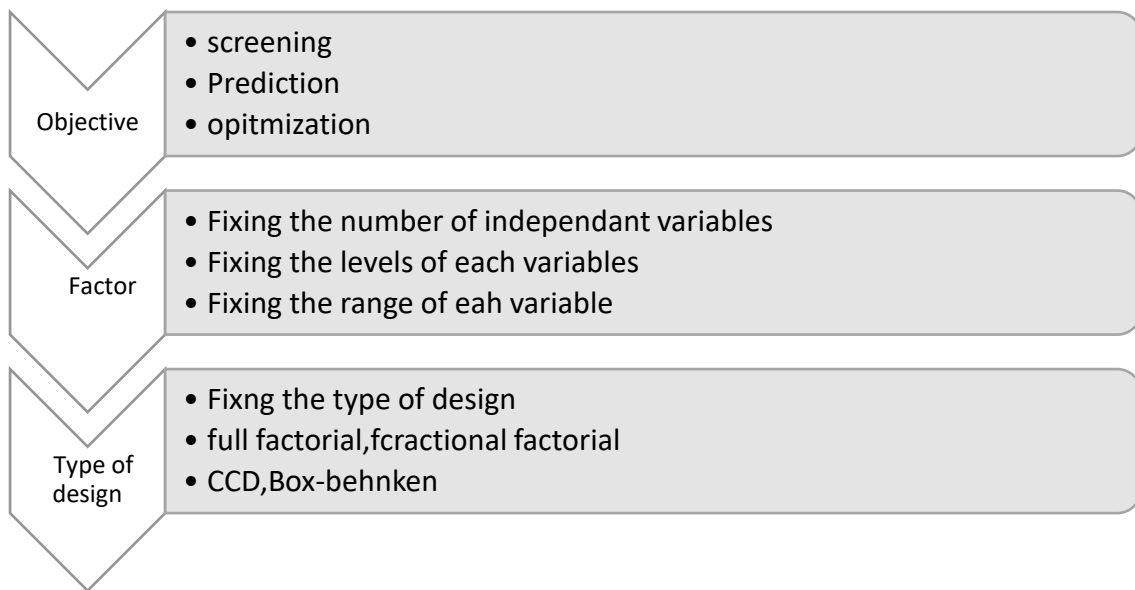 Objective
• screening
• Prediction
• opitmization
Factor
• Fixing the number of independant variables
• Fixing the levels of each variables
• Fixing the range of eah variable
Type of
design
• Fixng the type of design
• full factorial,fcractional factorial
• CCD,Box-behnken